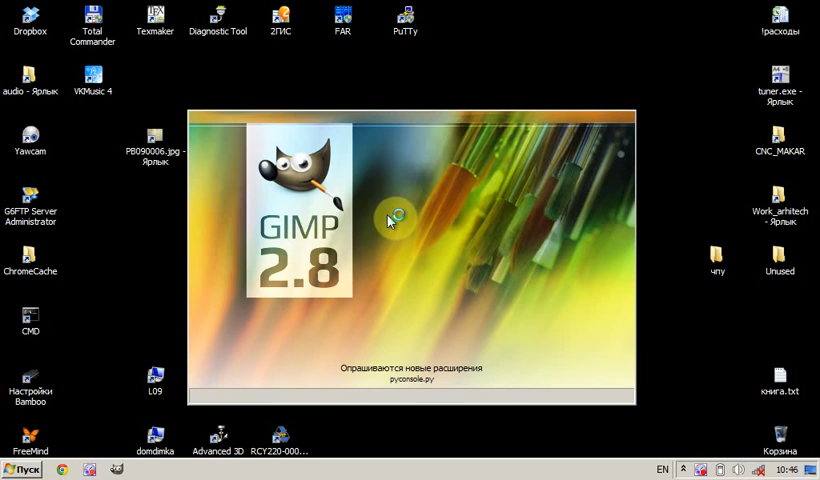 Dropbox
Total
Commander
Texmaker
Diagnostic Tool
2ГИС
FAR
PuTTy
!расходы
audio - Ярлык
VKMusic 4
tuner.exe -
Ярлык
Yawcam
PB090006.jpg -
Ярлык
CNC_MAKAR
G6FTP Server
Administrator
Work_arhitech
- Ярлык
ChromeCache
чпу
Unused
CMD
GIMP
2.8
Опрашиваются новые расширения
pyconsole.py
Настройки
Bamboo
L09
книга.txt
FreeMind
domdimka
Advanced 3D
RCY220-000...
Корзина
Пуск
EN
10:46